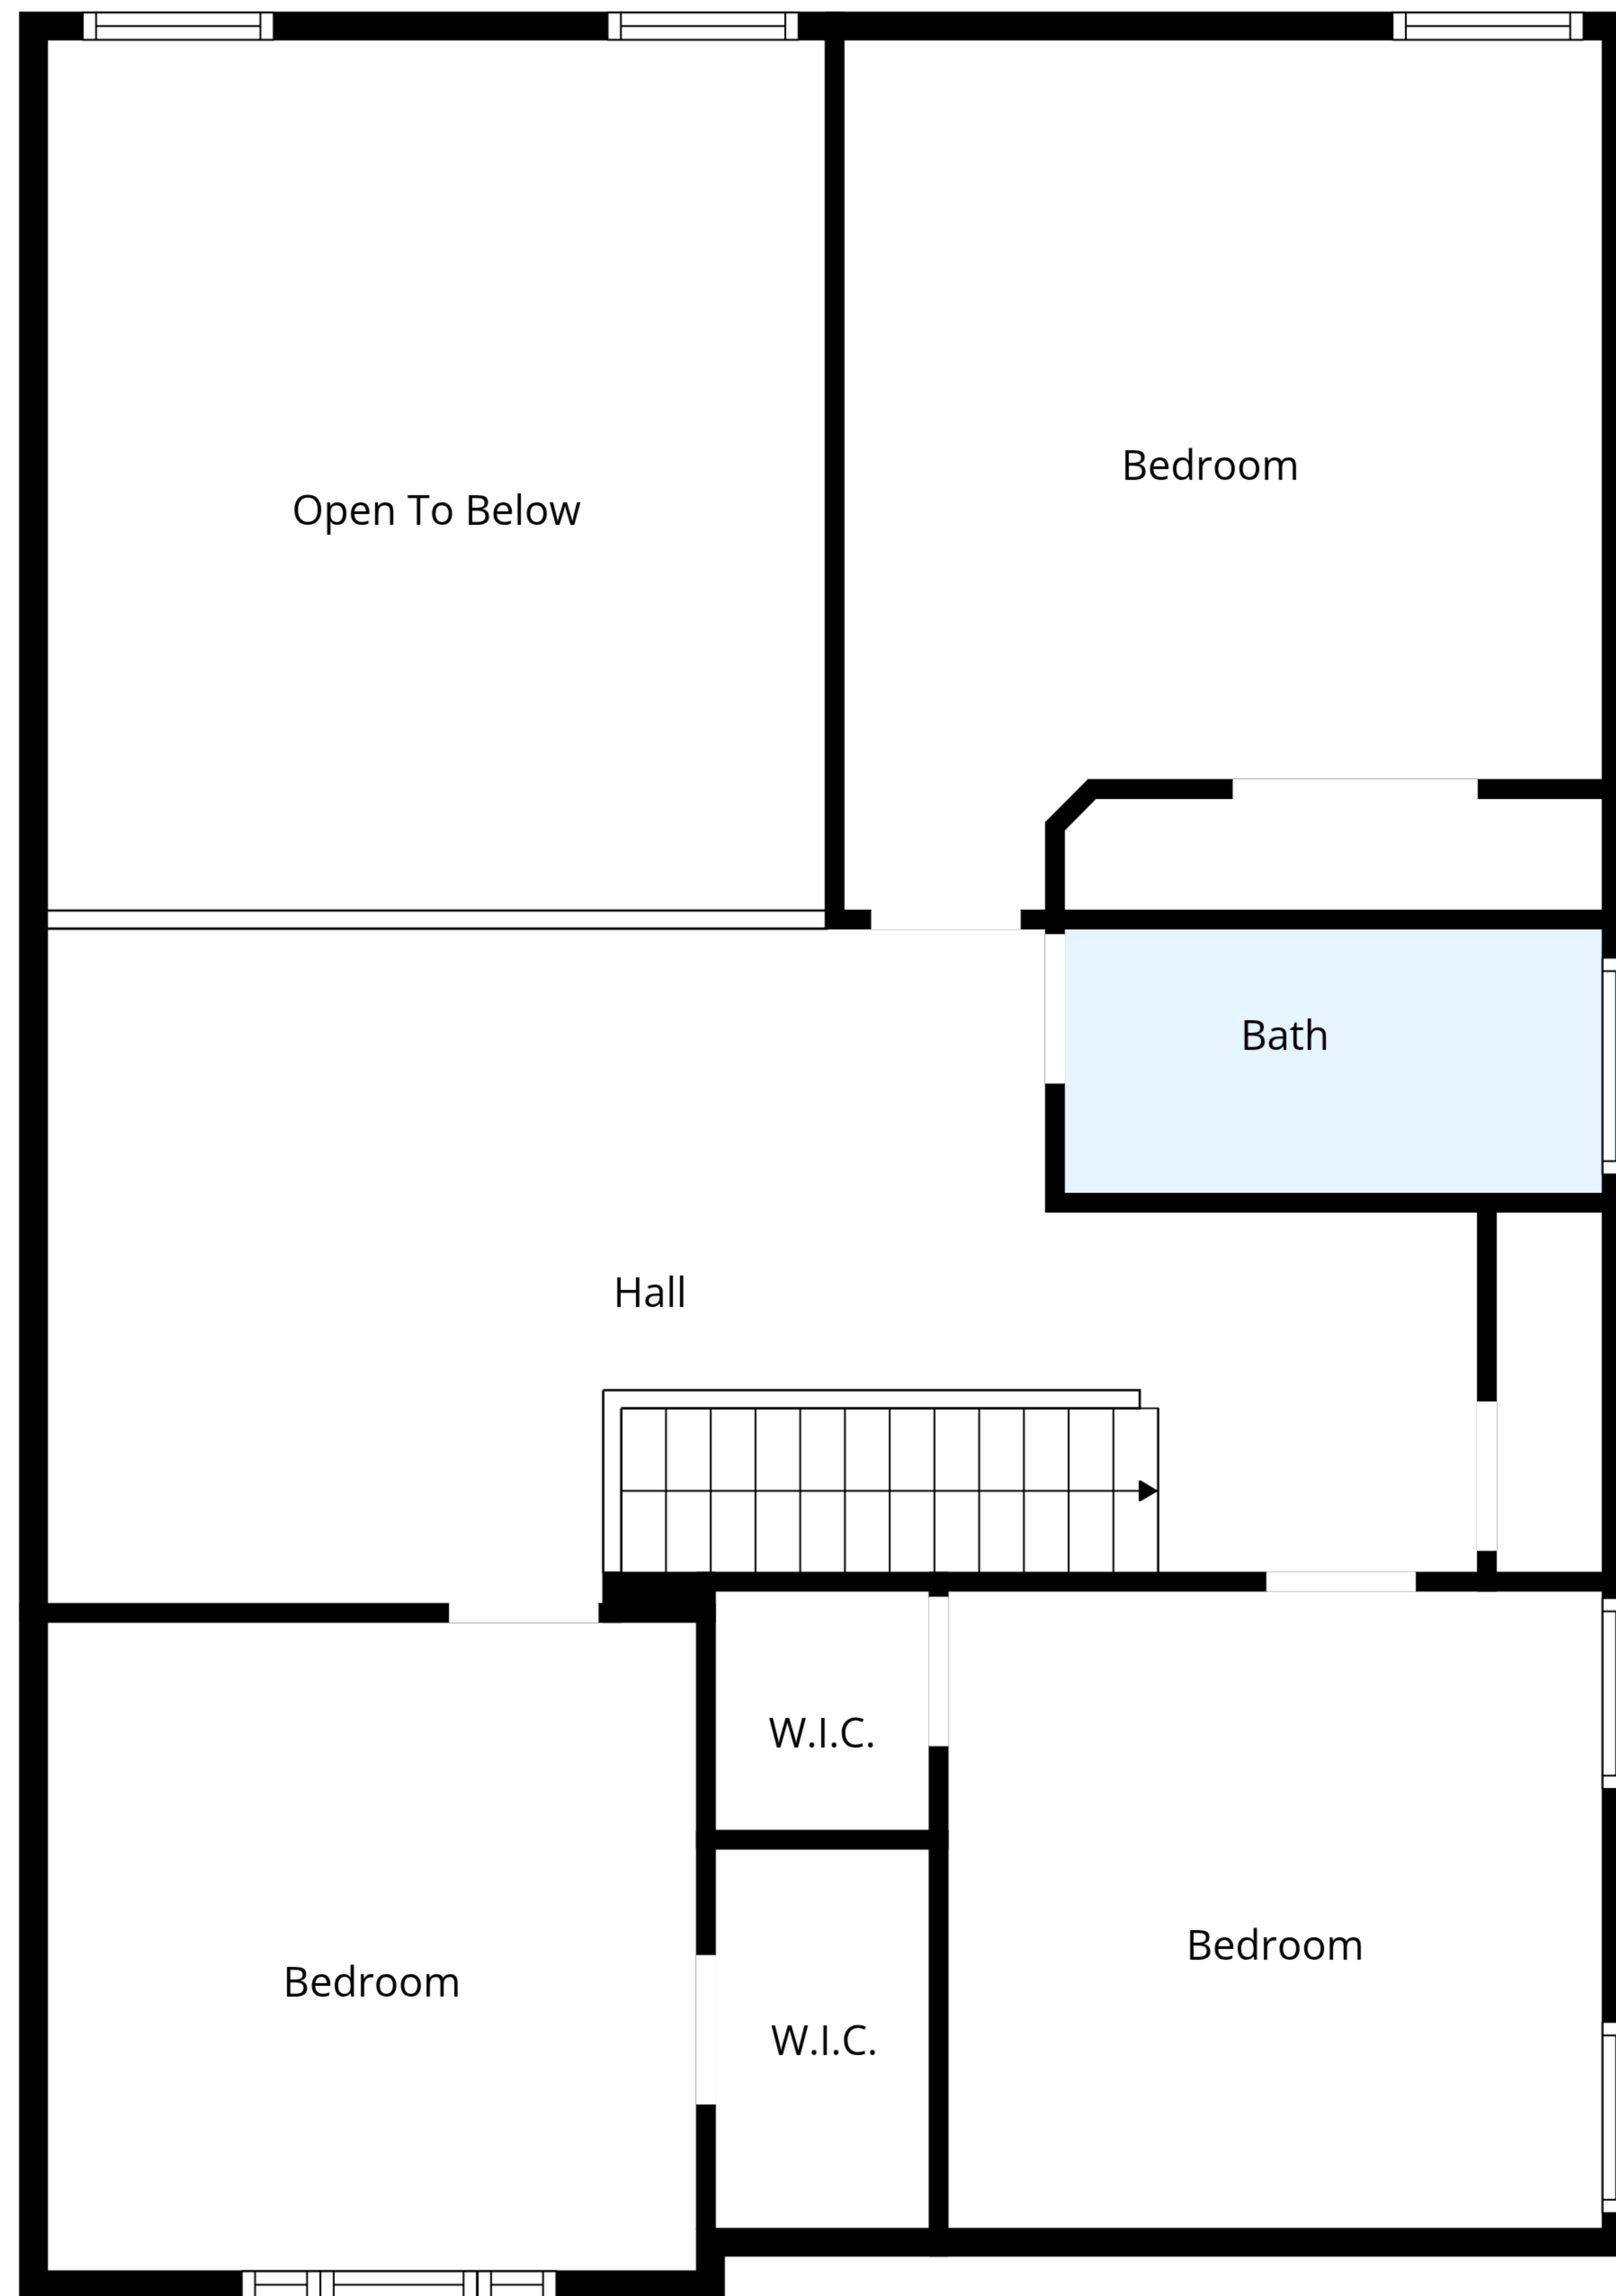 Bedroom
Open To Below
Bath
Hall
W.I.C.
Bedroom
Bedroom
W.I.C.